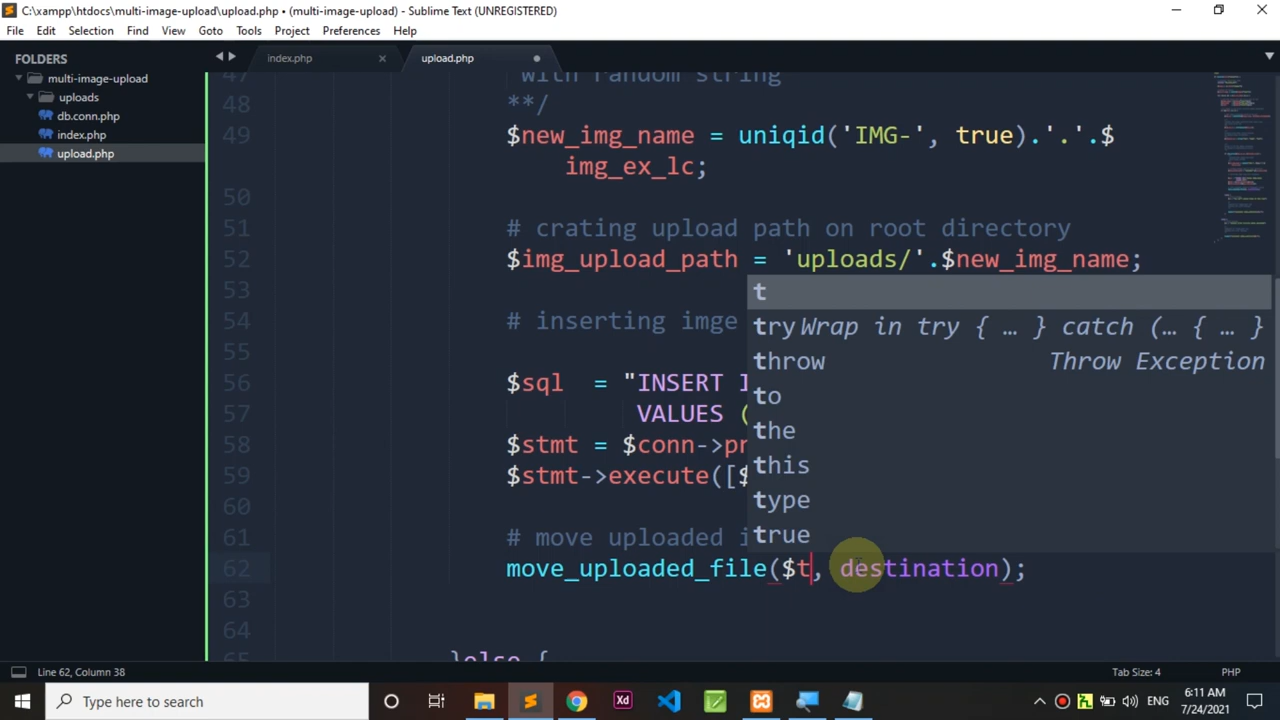 C:\xampp\htdocs\multi-image-upload\upload.php • (multi-image-upload) - Sublime Text (UNREGISTERED)
File Edit Selection Find View Goto Tools Project Preferences Help
FOLDERS
multi-image-upload
uploads
db.conn.php
index.php
upload.php
index.php upload.php
47 with random string
48 **/
49 $new_img_name = uniqid('IMG-', true).'.'.$
img_ex_lc;
50
51 # crating upload path on root directory
52 $img_upload_path = 'uploads/'.$new_img_name;
53
54 # inserting imge
55
56 $sql = "INSERT I
57 VALUES (
58 $stmt = $conn->pr
59 $stmt->execute([$
60
61 # move uploaded i
62 move_uploaded_file($t, destination);
63
64
65 }else {
t
try Wrap in try { … } catch (… { … }
throw Throw Exception
to
the
this
type
true
Line 62, Column 38 Tab Size: 4 PHP
Type here to search
Xd
ENG
6:11 AM
7/24/2021